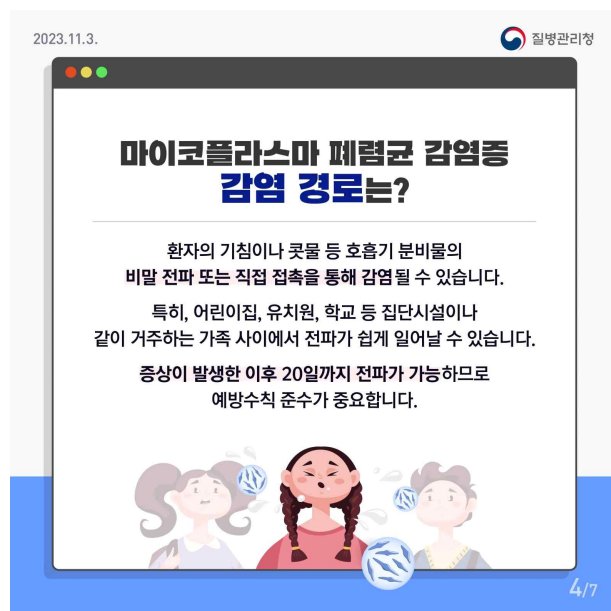 2023.11.3.
질병관리청
마이코플라스마 폐렴균 감염증
감염 경로는?
환자의 기침이나 콧물 등 호흡기 분비물의
비말 전파 또는 직접 접촉을 통해 감염될 수 있습니다.
특히, 어린이집, 유치원, 학교 등 집단시설이나
같이 거주하는 가족 사이에서 전파가 쉽게 일어날 수 있습니다.
증상이 발생한 이후 20일까지 전파가 가능하므로
예방수칙 준수가 중요합니다.
4/7